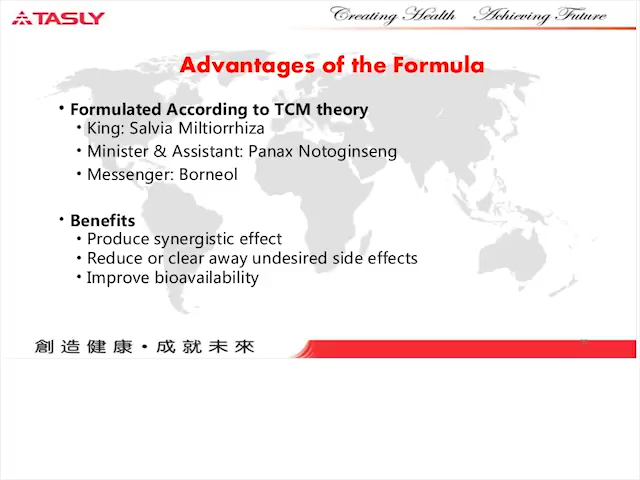 TASLY
Creating Health Achieving Future
Advantages of the Formula
• Formulated According to TCM theory
• King: Salvia Miltiorrhiza
• Minister & Assistant: Panax Notoginseng
• Messenger: Borneol
• Benefits
• Produce synergistic effect
• Reduce or clear away undesired side effects
• Improve bioavailability
創造健康·成就未來